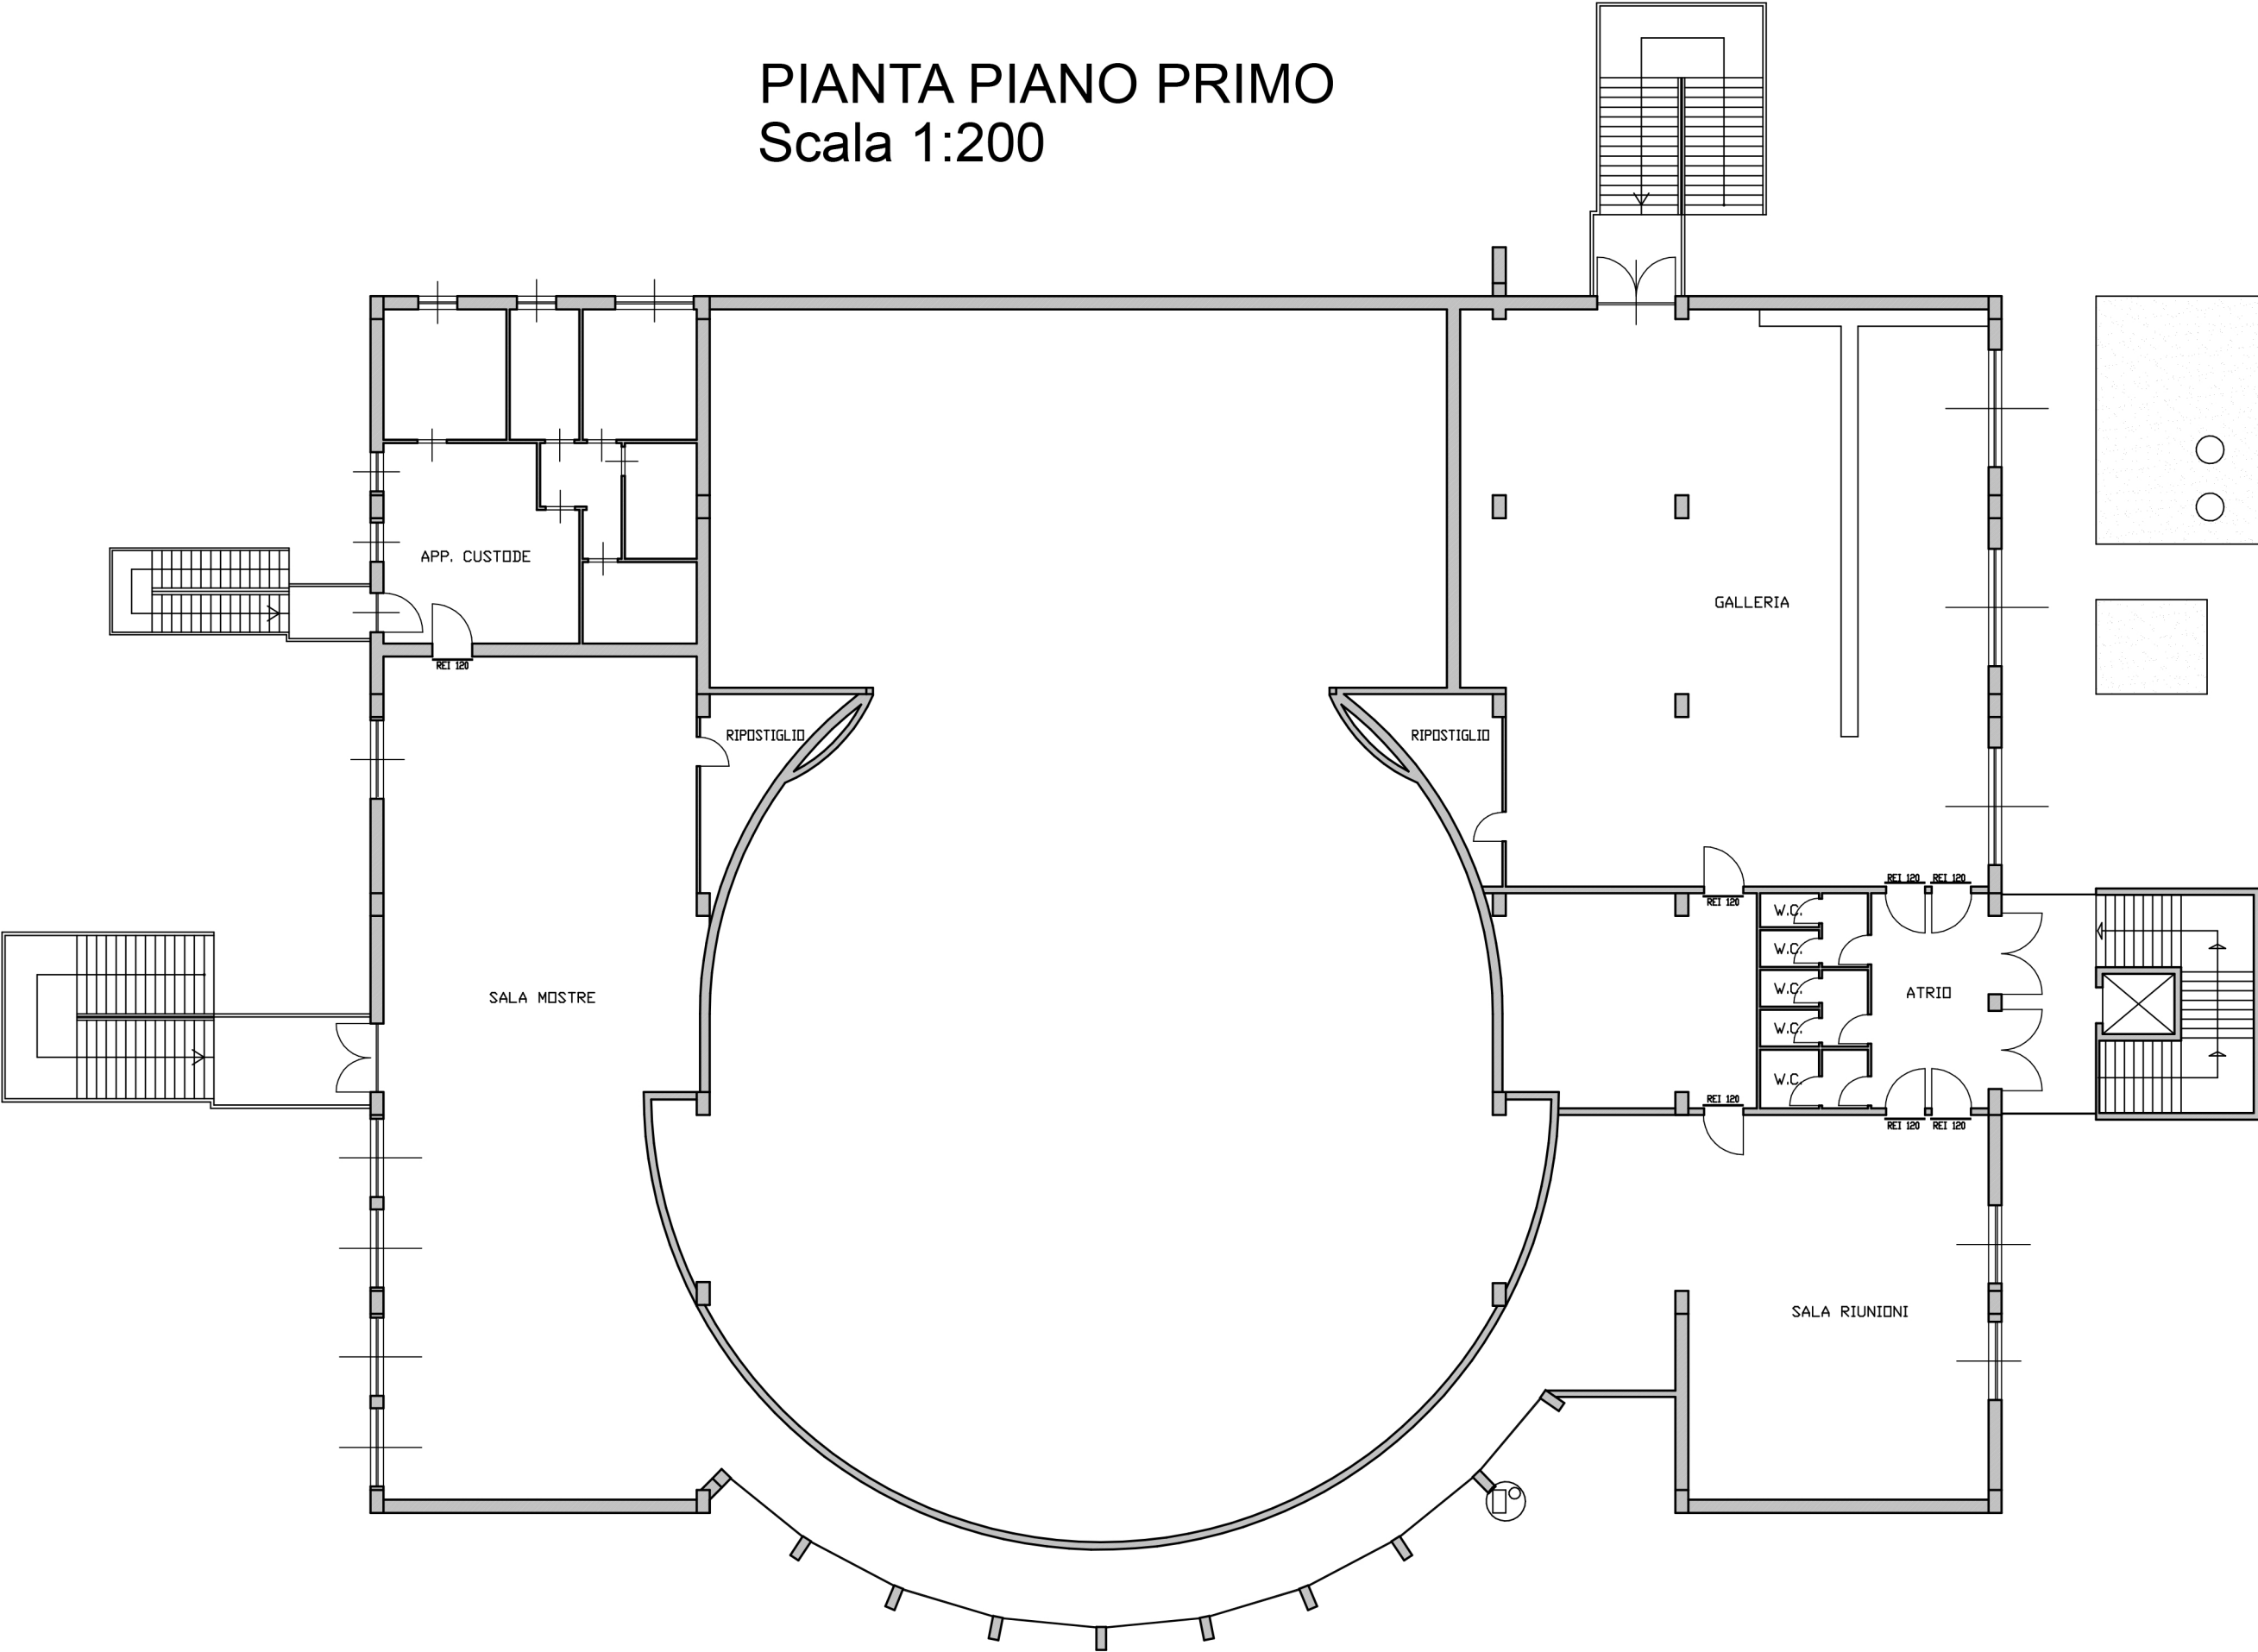 PIANTA PIANO PRIMO
Scala 1:200
APP. CUSTODE
GALLERIA
REI 120
RIPOSTIGLIO
RIPOSTIGLIO
REI 120
REI 120
REI 120
W.C.
W.C.
SALA MOSTRE
W.C.
ATRIO
W.C.
W.C.
REI 120
REI 120
REI 120
SALA RIUNIONI